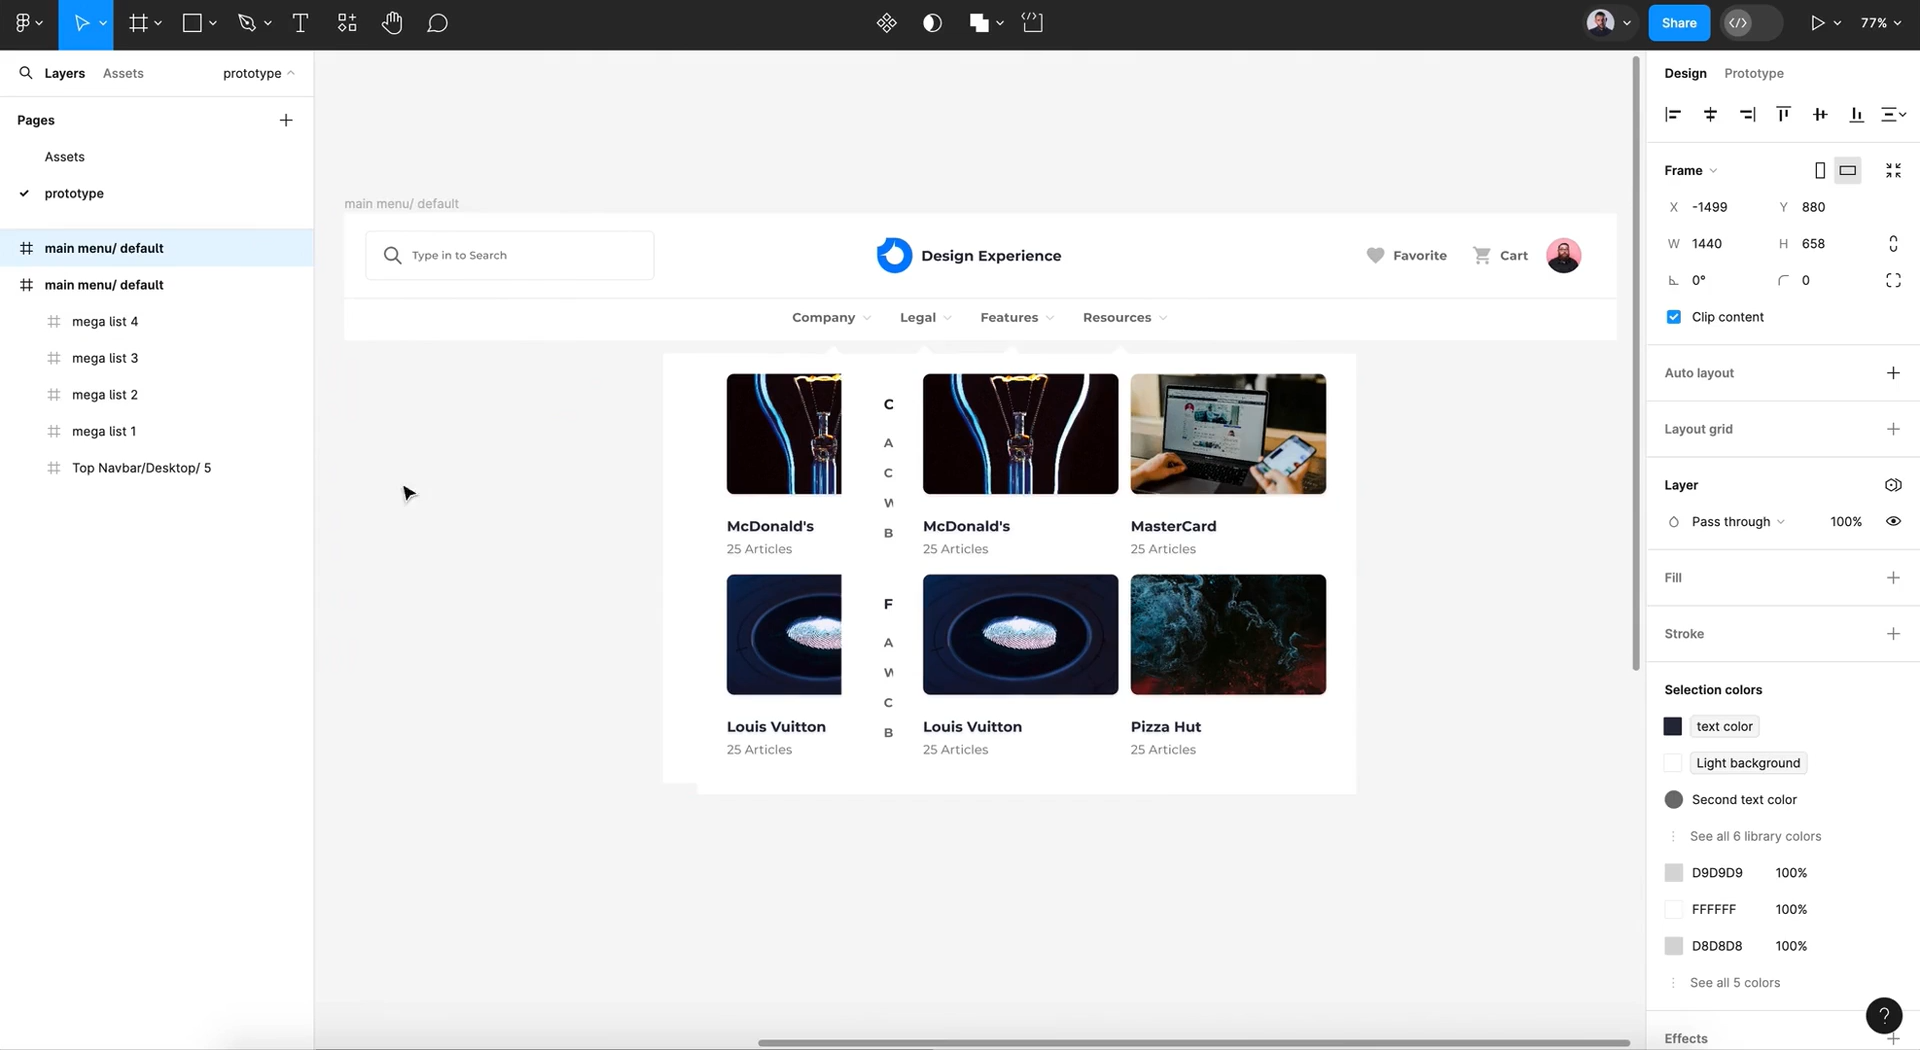 Share
77%
Layers
Assets
prototype
Pages
Assets
prototype
main menu/ default
main menu/ default
mega list 4
mega list 3
mega list 2
mega list 1
Top Navbar/Desktop/ 5
main menu/ default
Type in to Search
Design Experience
Favorite
Cart
Company
Legal
Features
Resources
McDonald's
25 Articles
Louis Vuitton
25 Articles
C
A
C
W
B
F
A
W
C
B
McDonald's
25 Articles
MasterCard
25 Articles
Louis Vuitton
25 Articles
Pizza Hut
25 Articles
Design
Prototype
Frame
X -1499 Y 880
W 1440 H 658
0° 0
Clip content
Auto layout
Layout grid
Layer
Pass through 100%
Fill
Stroke
Selection colors
text color
Light background
Second text color
See all 6 library colors
D9D9D9 100%
FFFFFF 100%
D8D8D8 100%
See all 5 colors
Effects
?